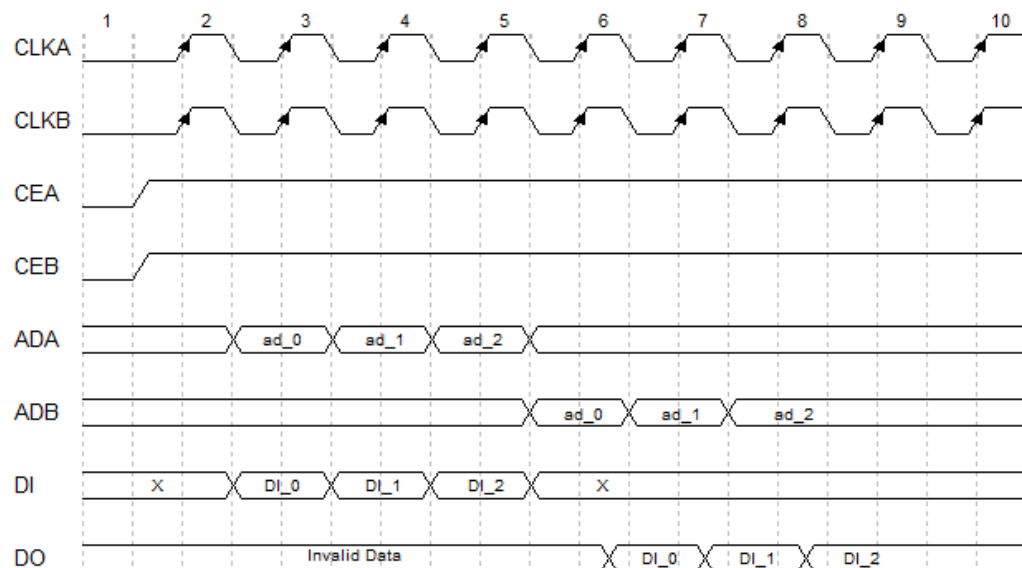 1 2 3 4 5 6 7 8 9 10
CLKA
CLKB
CEA
CEB
ADA ad_0 ad_1 ad_2
ADB ad_0 ad_1 ad_2
DI X DI_0 DI_1 DI_2 X
DO Invalid Data DI_0 DI_1 DI_2